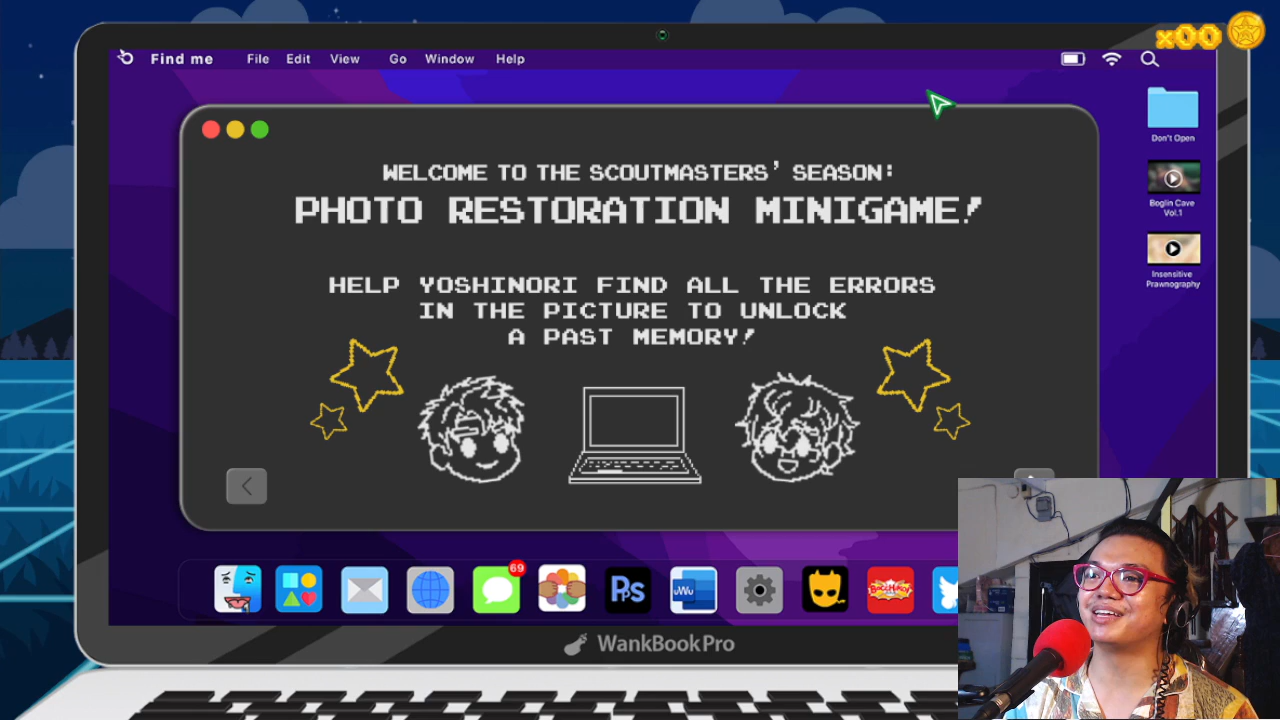 x00
Find me File Edit View Go Window Help
WELCOME TO THE SCOUTMASTERS' SEASON:
PHOTO RESTORATION MINIGAME!
HELP YOSHINORI FIND ALL THE ERRORS
IN THE PICTURE TO UNLOCK
A PAST MEMORY!
Don't Open
Boglin Cave
Vol.1
Insensitive
Prawnography
69
Ps
UWU
WankBookPro